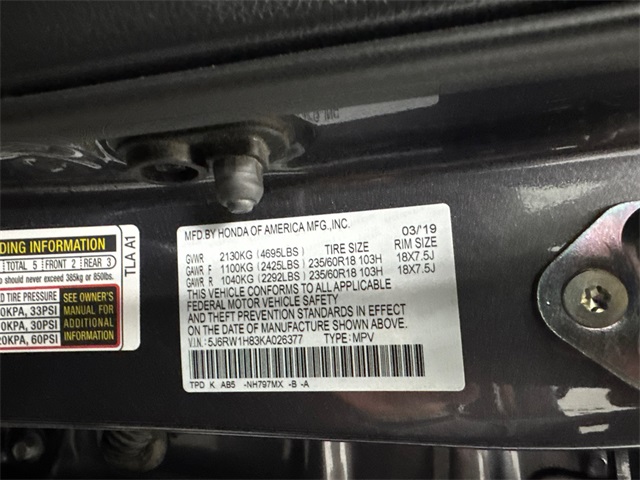 DING INFORMATION
TOTAL 5 FRONT 2 REAR 3
should never exceed 385kg or 850lbs.
D TIRE PRESSURE
0KPA, 33PSI
0KPA, 30PSI
20KPA, 60PSI
SEE OWNER'S
MANUAL FOR
ADDITIONAL
INFORMATION
TLA A1
MFD.BY HONDA OF AMERICA MFG.,INC. 03/'19
GVWR 2130KG (4695LBS) TIRE SIZE RIM SIZE
GAWR F 1100KG (2425LBS) 235/60R18 103H 18X7.5J
GAWR R 1040KG (2292LBS) 235/60R18 103H 18X7.5J
THIS VEHICLE CONFORMS TO ALL APPLICABLE
FEDERAL MOTOR VEHICLE SAFETY
AND THEFT PREVENTION STANDARDS IN EFFECT
ON THE DATE OF MANUFACTURE SHOWN ABOVE.
V.I.N.: 5J6RW1H83KA026377 TYPE: MPV
TPD K AB5 -NH797MX -B -A